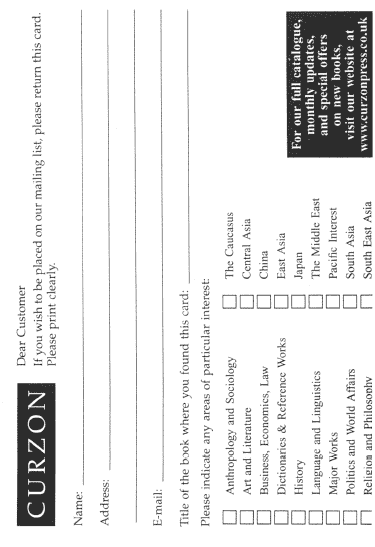 CURZON
Dear Customer
If you wish to be placed on our mailing list, please return this card.
Please print clearly.
Name:
Address:
E-mail:
Title of the book where you found this card:
Please indicate any areas of particular interest:
Anthropology and Sociology
Art and Literature
Business, Economics, Law
Dictionaries & Reference Works
History
Language and Linguistics
Major Works
Politics and World Affairs
Religion and Philosophy
The Caucasus
Central Asia
China
East Asia
Japan
The Middle East
Pacific Interest
South Asia
South East Asia
For our full catalogue,
monthly updates,
and special offers
on new books,
visit our website at
www.curzonpress.co.uk